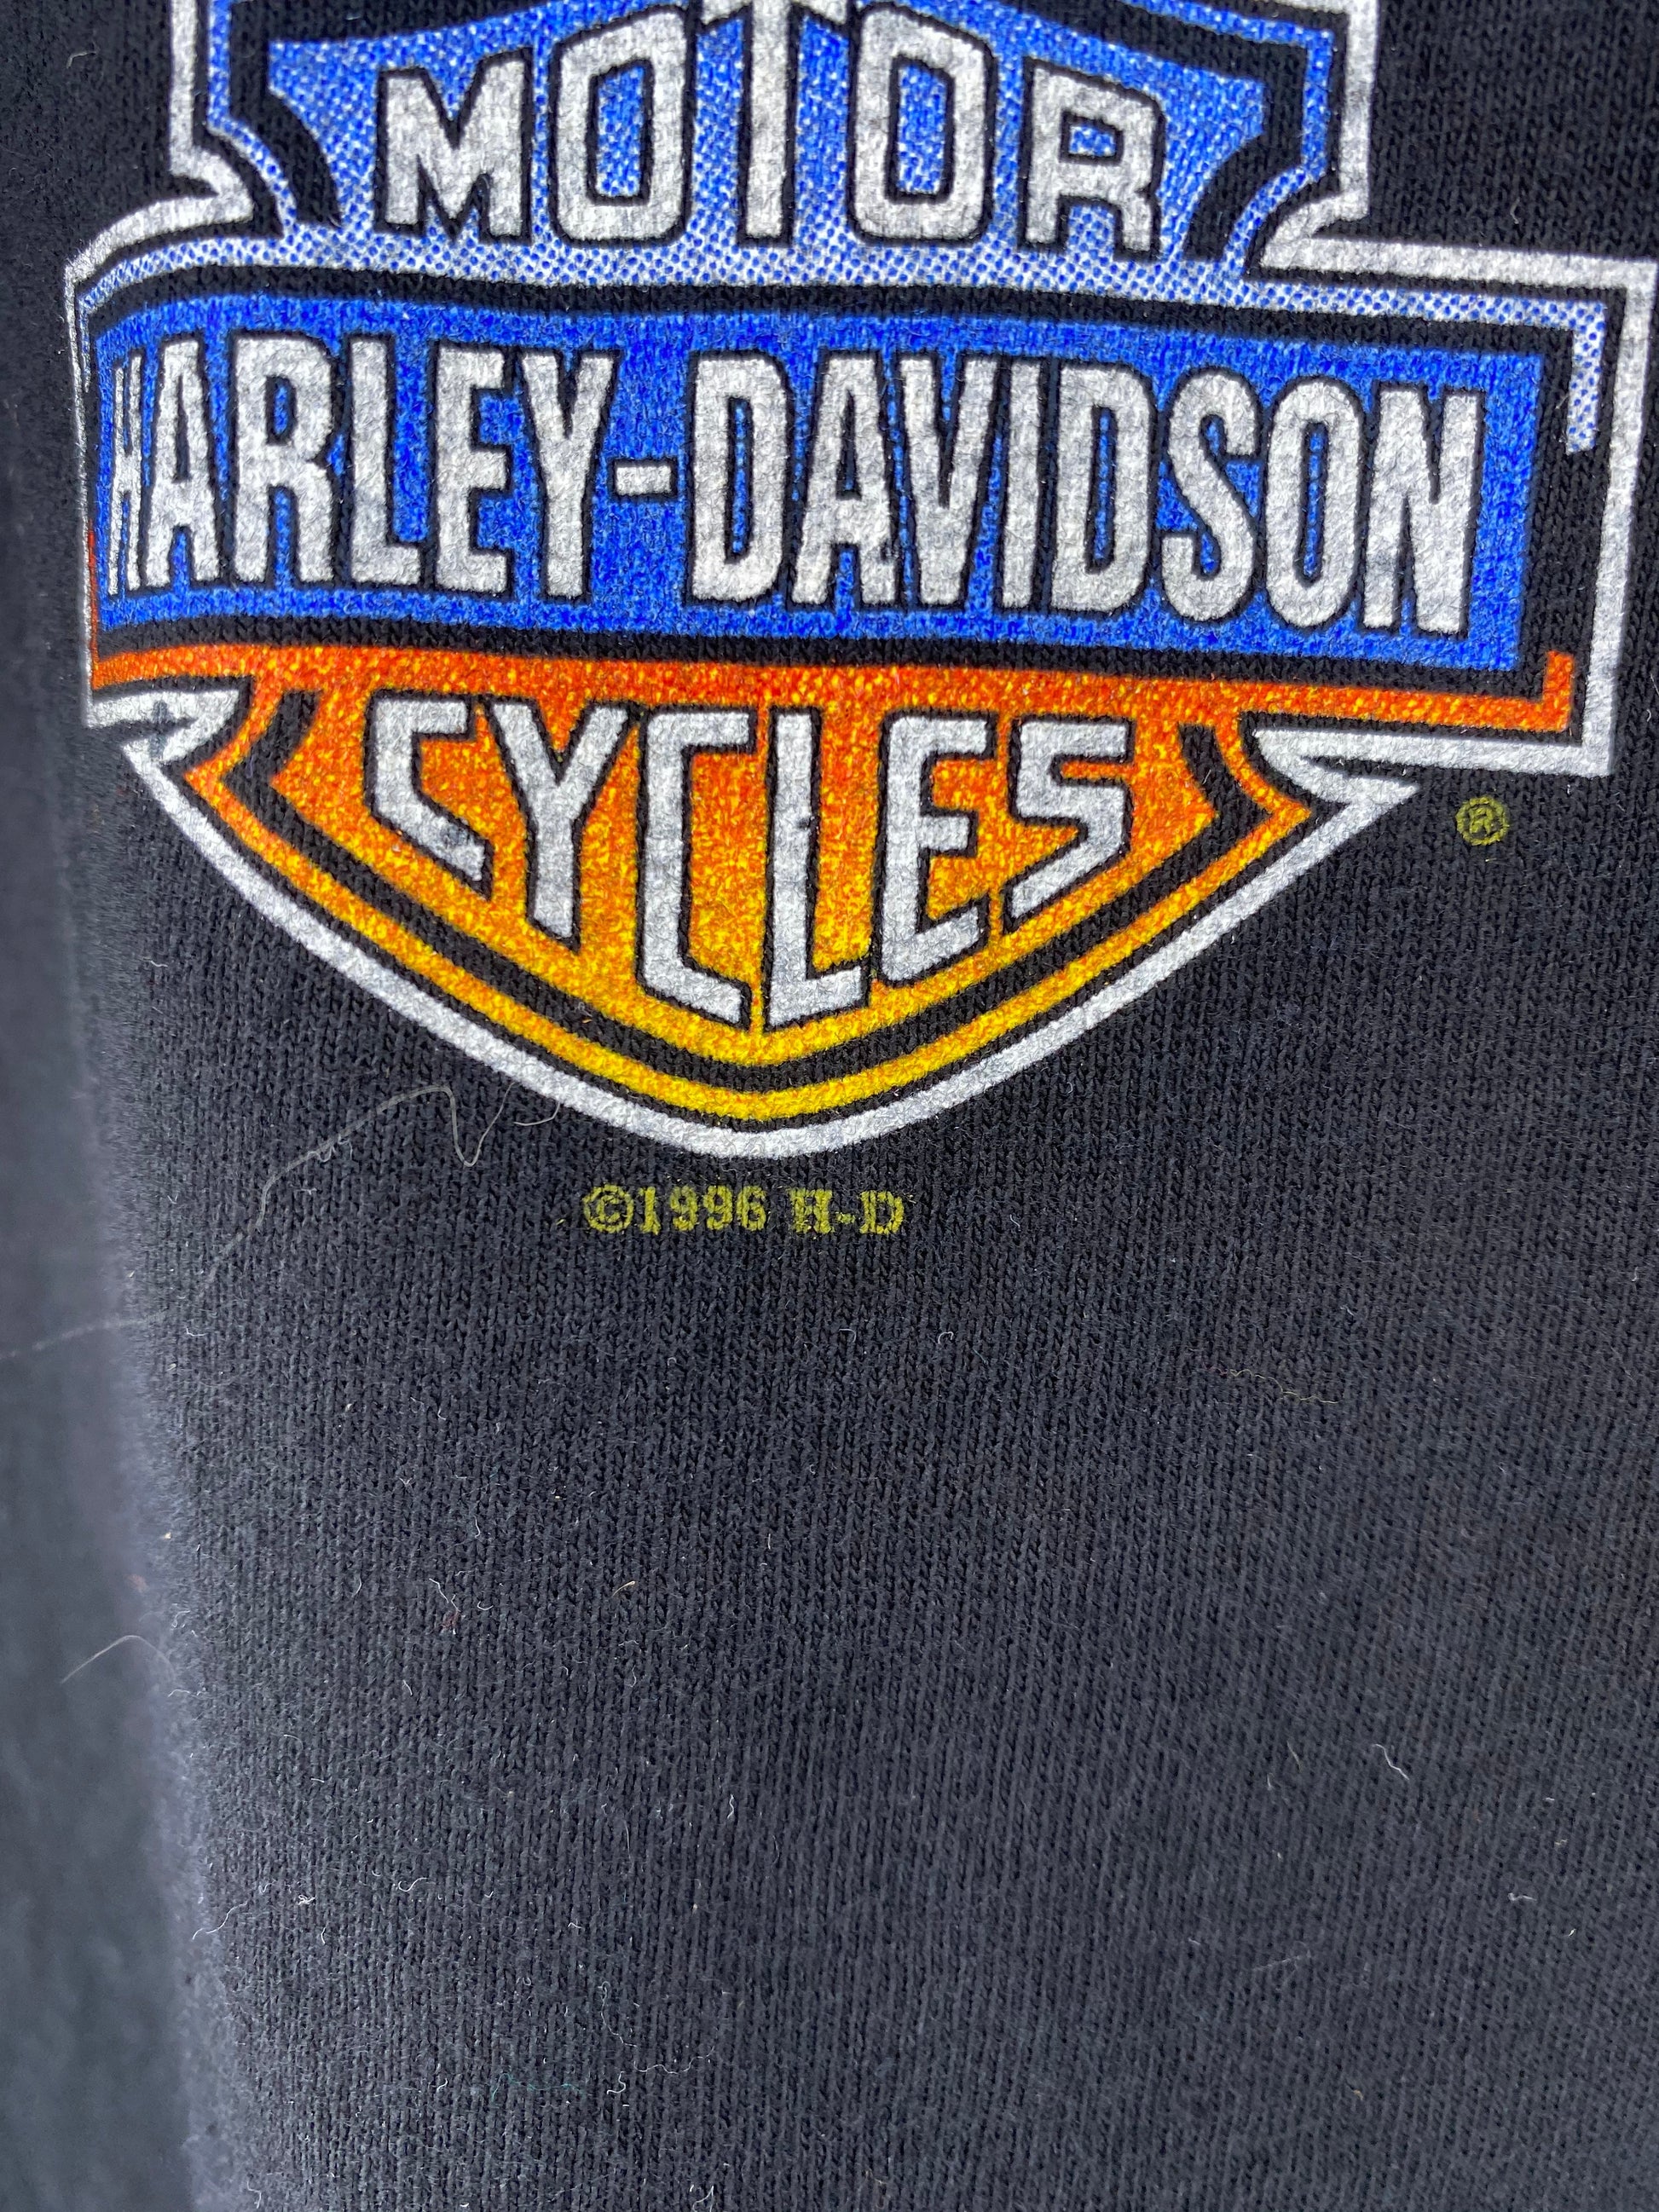 MOTOR
HARLEY-DAVIDSON
CYCLES
®
©1996 H-D